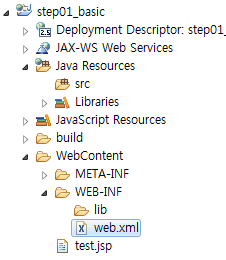 step01_basic
Deployment Descriptor: step01_
JAX-WS Web Services
Java Resources
src
Libraries
JavaScript Resources
build
WebContent
META-INF
WEB-INF
lib
web.xml
test.jsp